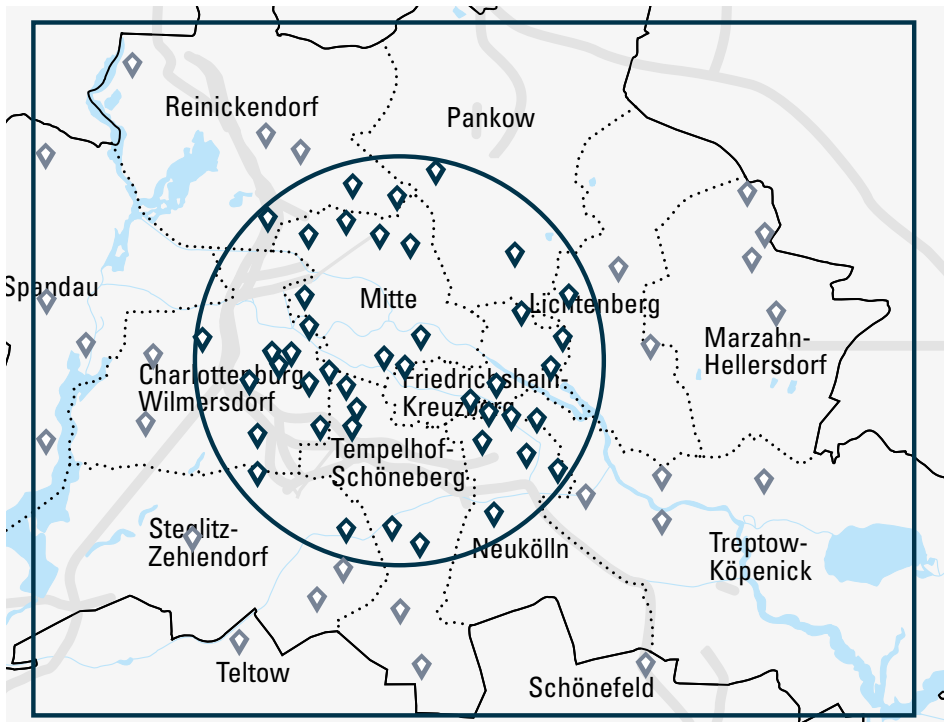 Reinickendorf
Pankow
Spandau
Mitte
Lichtenberg
Marzahn-
Hellersdorf
Charlottenburg
Wilmersdorf
Friedrichshain-
Kreuzberg
Tempelhof-
Schöneberg
Steglitz-
Zehlendorf
Neukölln
Treptow-
Köpenick
Teltow
Schönefeld